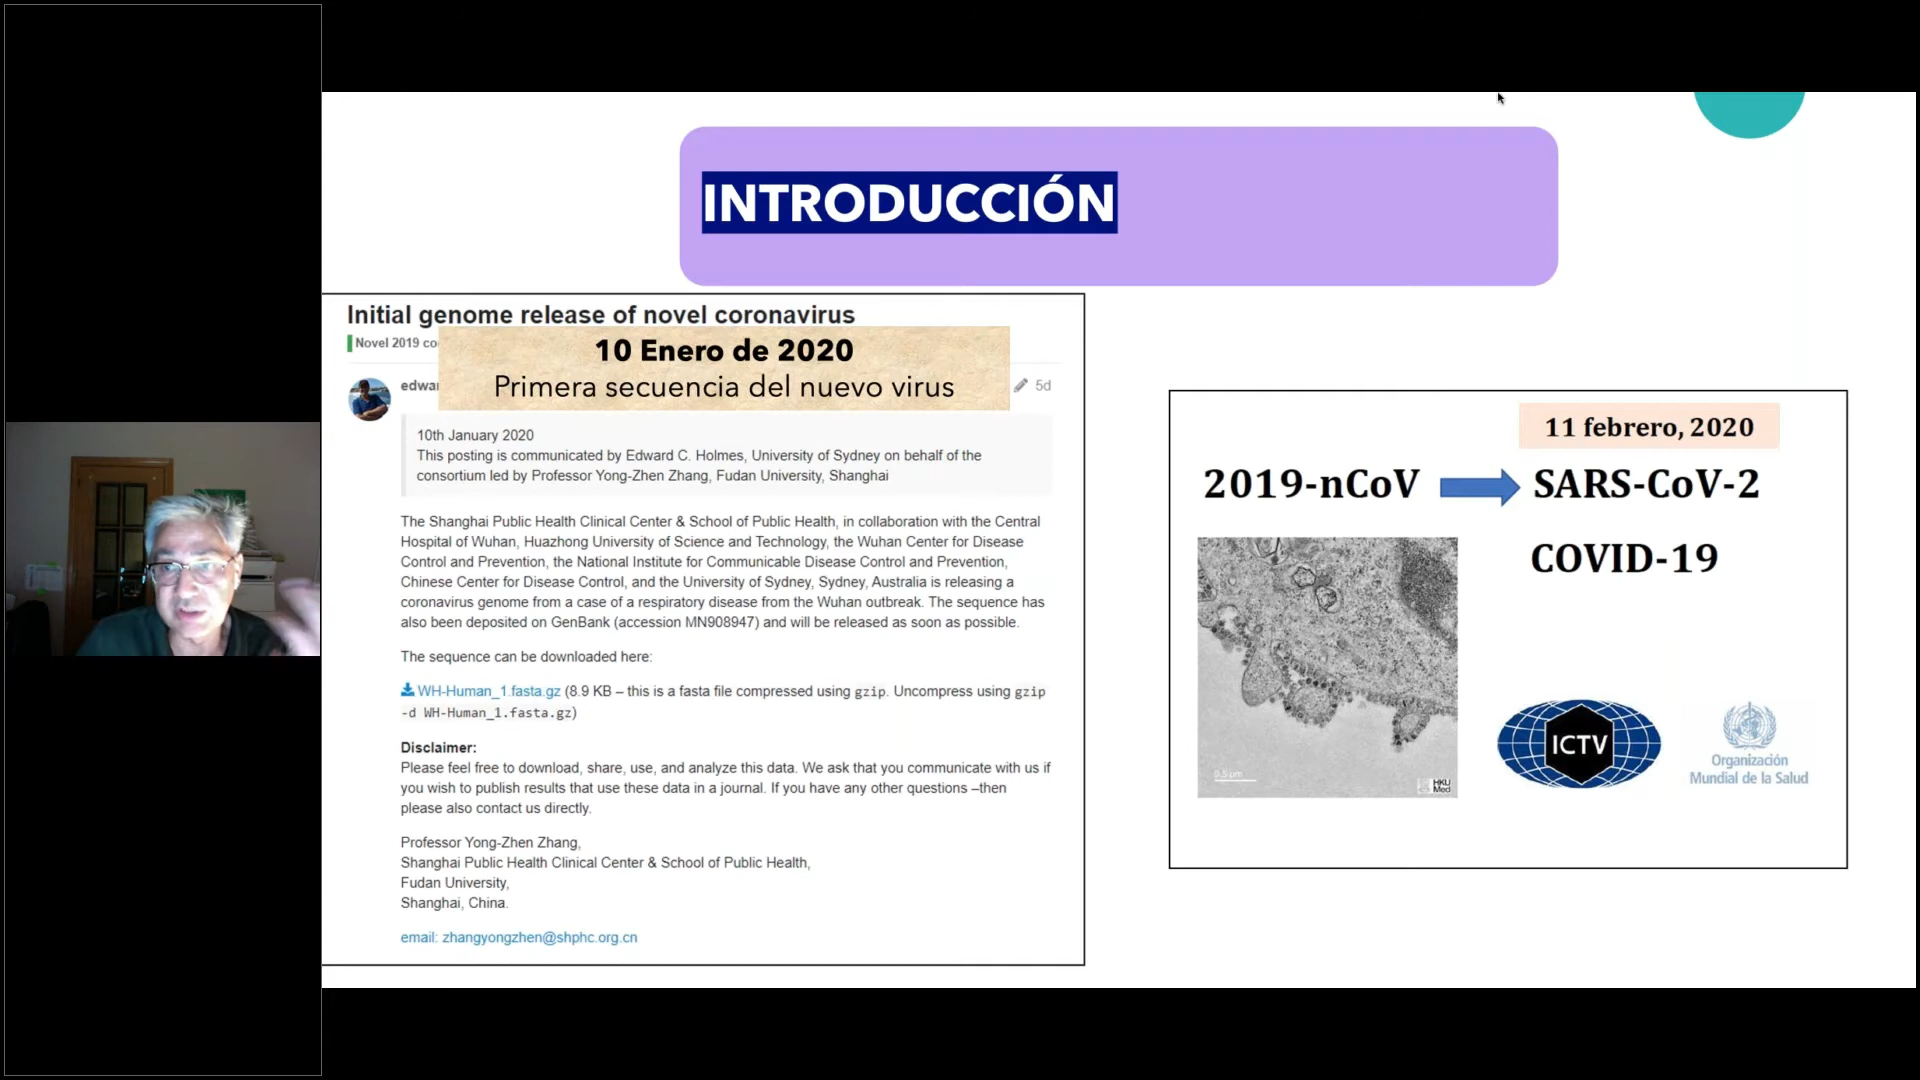 INTRODUCCIÓN
Initial genome release of novel coronavirus
Novel 2019 co
10 Enero de 2020
Primera secuencia del nuevo virus
edwar
5d
10th January 2020
This posting is communicated by Edward C. Holmes, University of Sydney on behalf of the
consortium led by Professor Yong-Zhen Zhang, Fudan University, Shanghai
The Shanghai Public Health Clinical Center & School of Public Health, in collaboration with the Central
Hospital of Wuhan, Huazhong University of Science and Technology, the Wuhan Center for Disease
Control and Prevention, the National Institute for Communicable Disease Control and Prevention,
Chinese Center for Disease Control, and the University of Sydney, Sydney, Australia is releasing a
coronavirus genome from a case of a respiratory disease from the Wuhan outbreak. The sequence has
also been deposited on GenBank (accession MN908947) and will be released as soon as possible.
The sequence can be downloaded here:
WH-Human_1.fasta.gz (8.9 KB – this is a fasta file compressed using gzip. Uncompress using gzip
-d WH-Human_1.fasta.gz)
Disclaimer:
Please feel free to download, share, use, and analyze this data. We ask that you communicate with us if
you wish to publish results that use these data in a journal. If you have any other questions –then
please also contact us directly.
Professor Yong-Zhen Zhang,
Shanghai Public Health Clinical Center & School of Public Health,
Fudan University,
Shanghai, China.
email: zhangyongzhen@shphc.org.cn
11 febrero, 2020
2019-nCoV SARS-CoV-2
COVID-19
0.5 µm
HKU
Med
ICTV
Organización
Mundial de la Salud